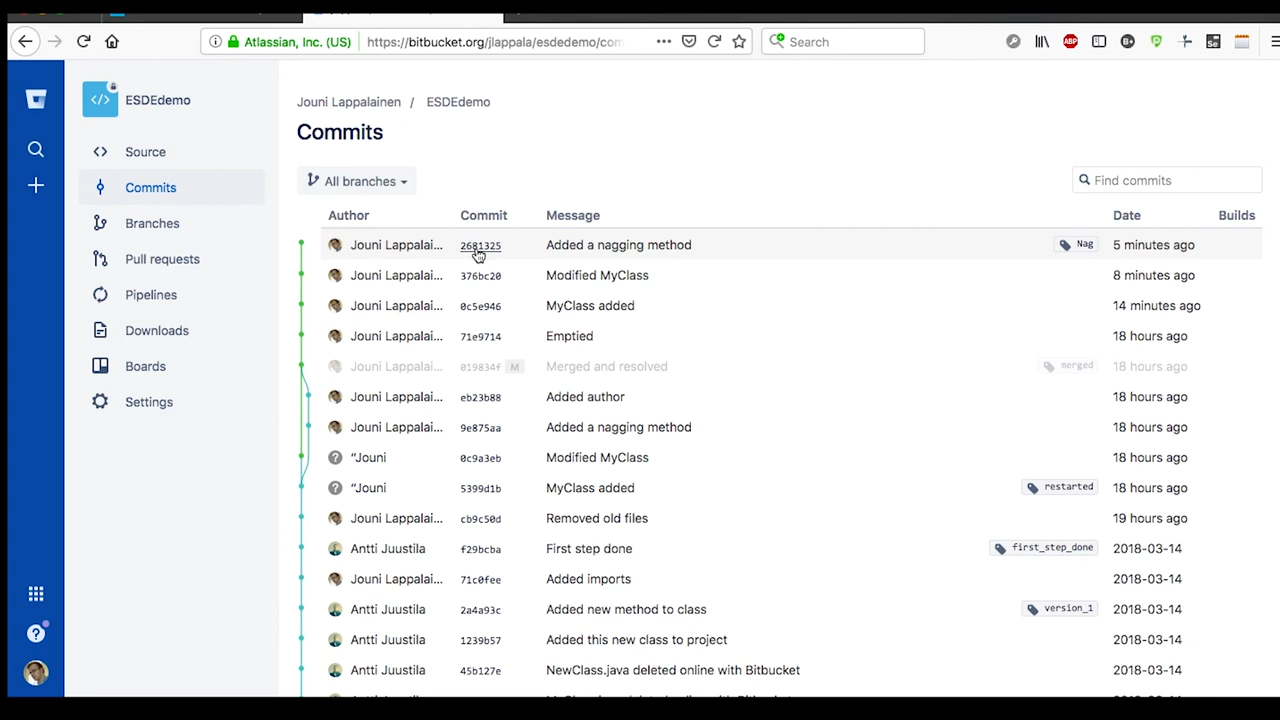 Atlassian, Inc. (US) https://bitbucket.org/jlappala/esdedemo/com Search
ABP Se
ESDEdemo
Source
Commits
Branches
Pull requests
Pipelines
Downloads
Boards
Settings
Jouni Lappalainen / ESDEdemo
Commits
All branches
Find commits
Author Commit Message Date Builds
Jouni Lappalai... 2681325 Added a nagging method Nag 5 minutes ago
Jouni Lappalai... 376bc20 Modified MyClass 8 minute ago
Jouni Lappalai... 0c5e946 MyClass added 14 minutes ago
Jouni Lappalai... 71e9714 Emptied 18 hours ago
Jouni Lappalai... 019834f M Merged and resolved merged 18 hours ago
Jouni Lappalai... eb23b88 Added author 18 hours ago
Jouni Lappalai... 9e875aa Added a nagging method 18 hours ago
“Jouni 0c9a3eb Modified MyClass 18 hours ago
“Jouni 5399d1b MyClass added restarted 18 hours ago
Jouni Lappalai... cb9c50d Removed old files 19 hours ago
Antti Juustila f29bcba First step done first_step_done 2018-03-14
Jouni Lappalai... 71c0fee Added imports 2018-03-14
Antti Juustila 2a4a93c Added new method to class version_1 2018-03-14
Antti Juustila 1239b57 Added this new class to project 2018-03-14
Antti Juustila 45b127e NewClass.java deleted online with Bitbucket 2018-03-14